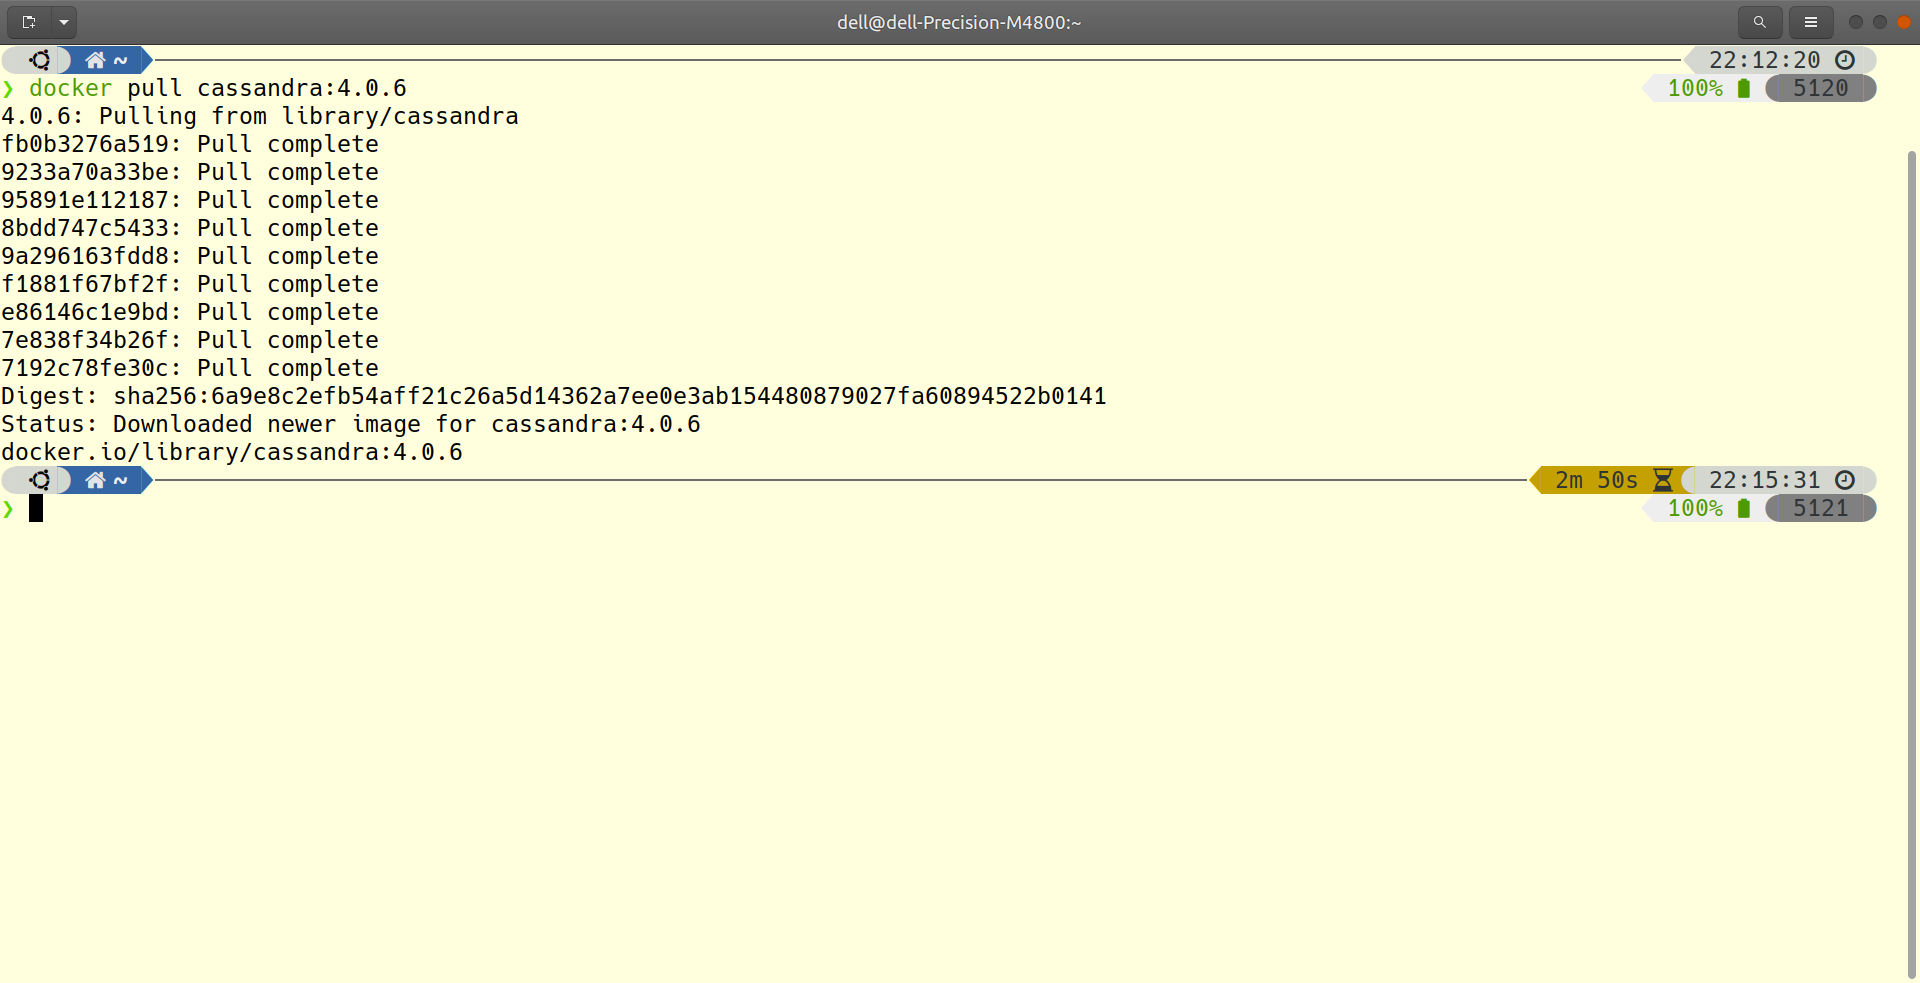 dell@dell-Precision-M4800:~
~ 22:12:20
❯ docker pull cassandra:4.0.6 100% 5120
4.0.6: Pulling from library/cassandra
fb0b3276a519: Pull complete
9233a70a33be: Pull complete
95891e112187: Pull complete
8bdd747c5433: Pull complete
9a296163fdd8: Pull complete
f1881f67bf2f: Pull complete
e86146c1e9bd: Pull complete
7e838f34b26f: Pull complete
7192c78fe30c: Pull complete
Digest: sha256:6a9e8c2efb54aff21c26a5d14362a7ee0e3ab154480879027fa60894522b0141
Status: Downloaded newer image for cassandra:4.0.6
docker.io/library/cassandra:4.0.6
~ 2m 50s 22:15:31
❯ 100% 5121